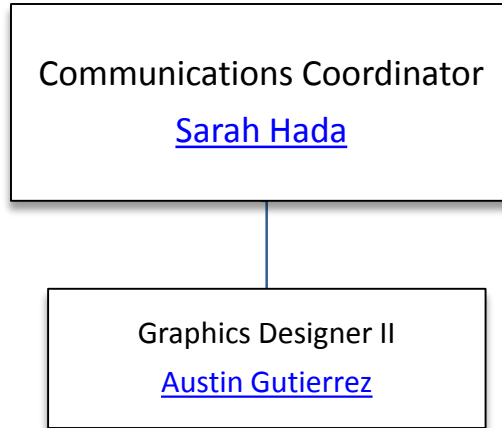 Communications Coordinator
Sarah Hada
Graphics Designer II
Austin Gutierrez